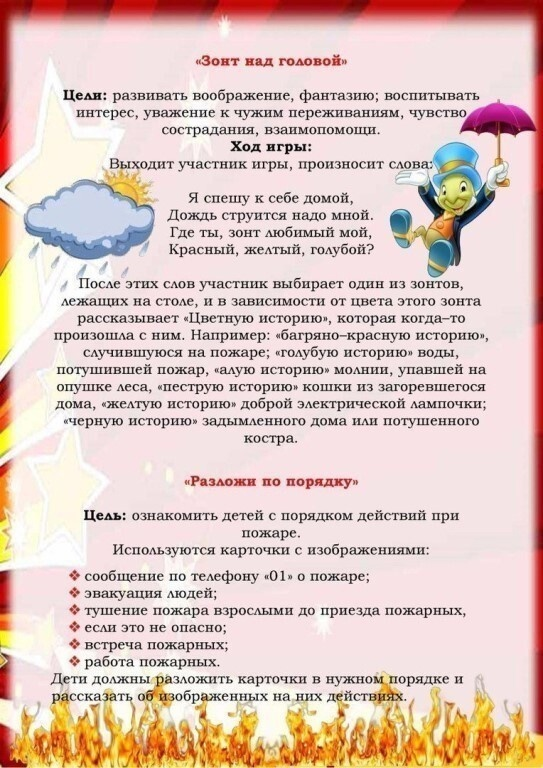 «Зонт над головой»
Цели: развивать воображение, фантазию; воспитывать
интерес, уважение к чужим переживаниям, чувство
сострадания, взаимопомощи.
Ход игры:
Выходит участник игры, произносит слова:
Я спешу к себе домой,
Дождь струится надо мной.
Где ты, зонт любимый мой,
Красный, желтый, голубой?
После этих слов участник выбирает один из зонтов,
лежащих на столе, и в зависимости от цвета этого зонта
рассказывает «Цветную историю», которая когда–то
произошла с ним. Например: «багряно–красную историю»,
случившуюся на пожаре; «голубую историю» воды,
потушившей пожар, «алую историю» молнии, упавшей на
опушке леса, «пеструю историю» кошки из загоревшегося
дома, «желтую историю» доброй электрической лампочки;
«черную историю» задымленного дома или потушенного
костра.
«Разложи по порядку»
Цель: ознакомить детей с порядком действий при
пожаре.
Используются карточки с изображениями:
❖ сообщение по телефону «01» о пожаре;
❖ эвакуация людей;
❖ тушение пожара взрослыми до приезда пожарных,
❖ если это не опасно;
❖ встреча пожарных;
❖ работа пожарных.
Дети должны разложить карточки в нужном порядке и
рассказать об изображенных на них действиях.